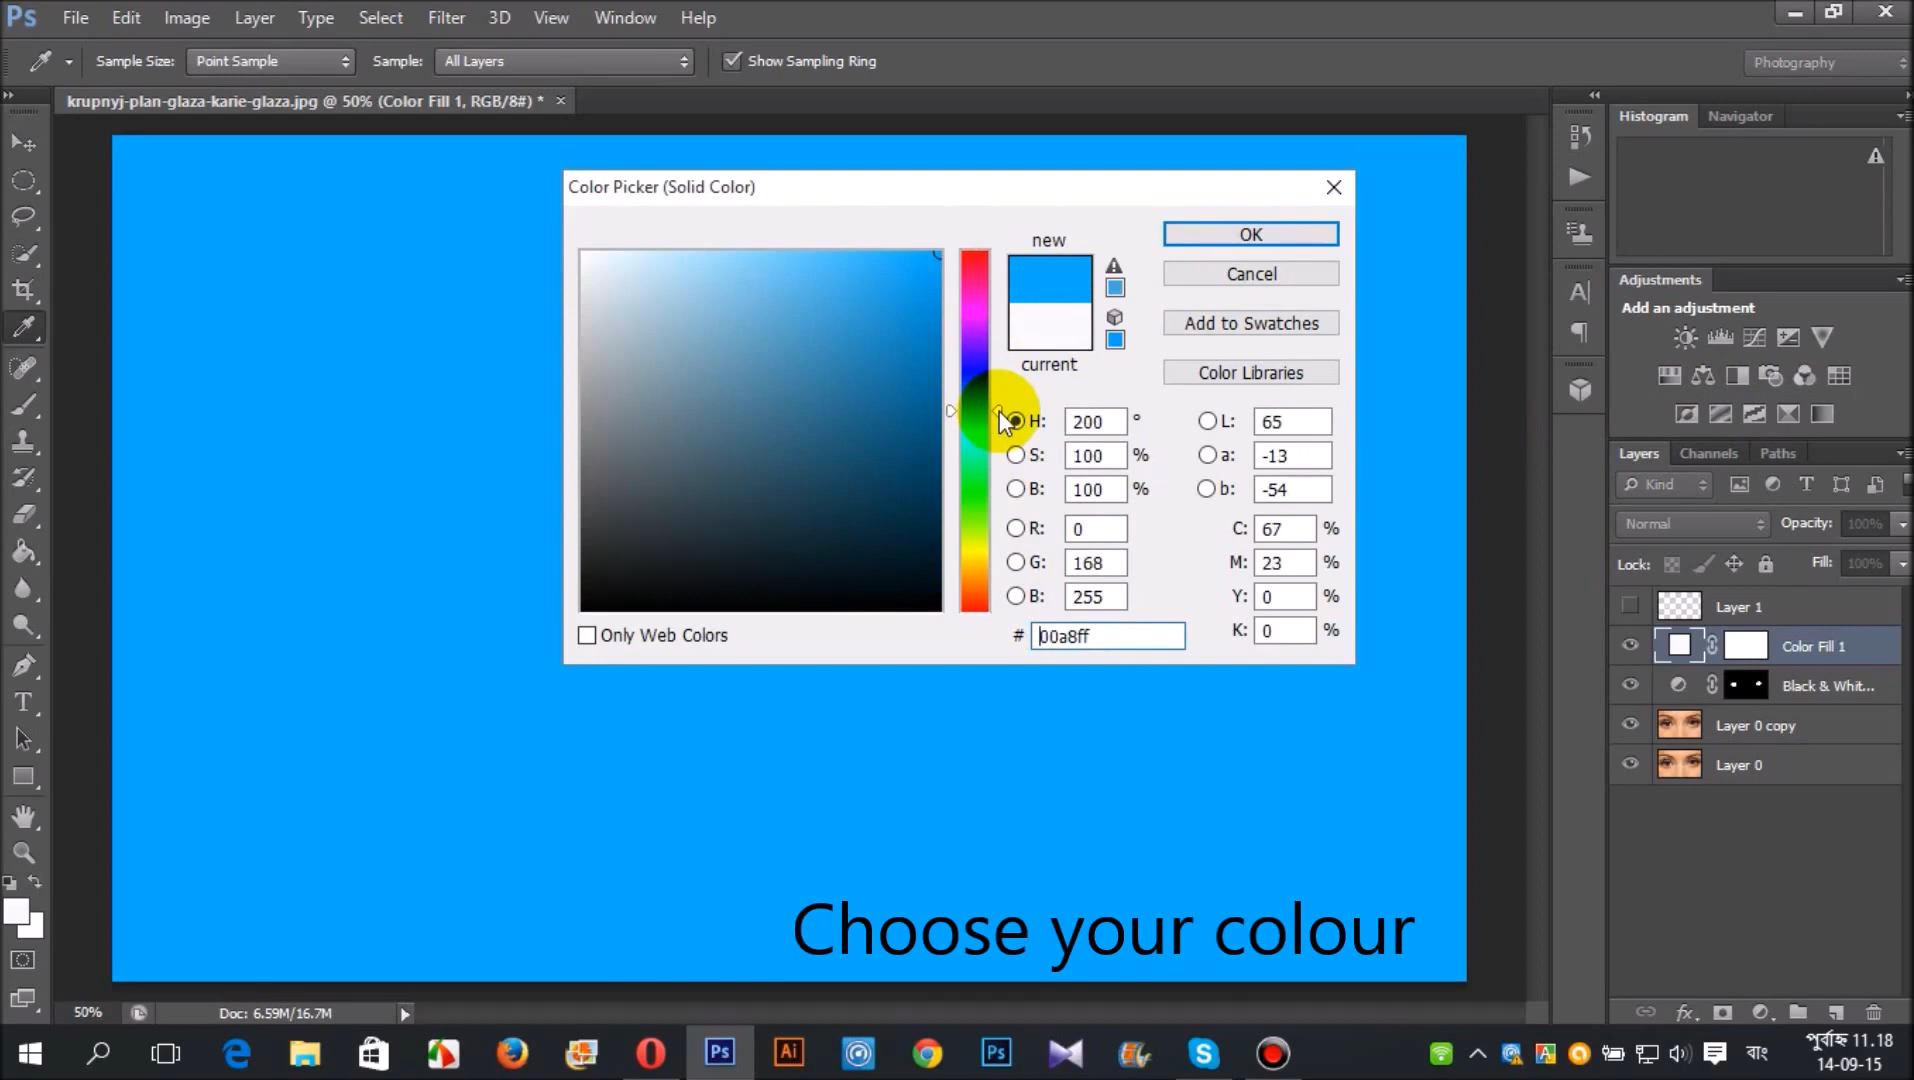 Ps File Edit Image Layer Type Select Filter 3D View Window Help
Sample Size: Point Sample Sample: All Layers Show Sampling Ring Photography
krupnyj-plan-glaza-karie-glaza.jpg @ 50% (Color Fill 1, RGB/8#) * ×
Histogram Navigator
Color Picker (Solid Color)
new
current
OK
Cancel
Add to Swatches
Color Libraries
H: 200 ° L: 65
S: 100 % a: -13
B: 100 % b: -54
R: 0 C: 67 %
G: 168 M: 23 %
B: 255 Y: 0 %
# 00a8ff K: 0 %
Only Web Colors
Adjustments
Add an adjustment
Layers Channels Paths
Kind
Normal Opacity: 100%
Lock: Fill: 100%
Layer 1
Color Fill 1
Black & Whit...
Layer 0 copy
Layer 0
Choose your colour
50% Doc: 6.59M/16.7M
Ps Ai Ps
বাং
পূর্বাহ্ণ 11.18
14-09-15